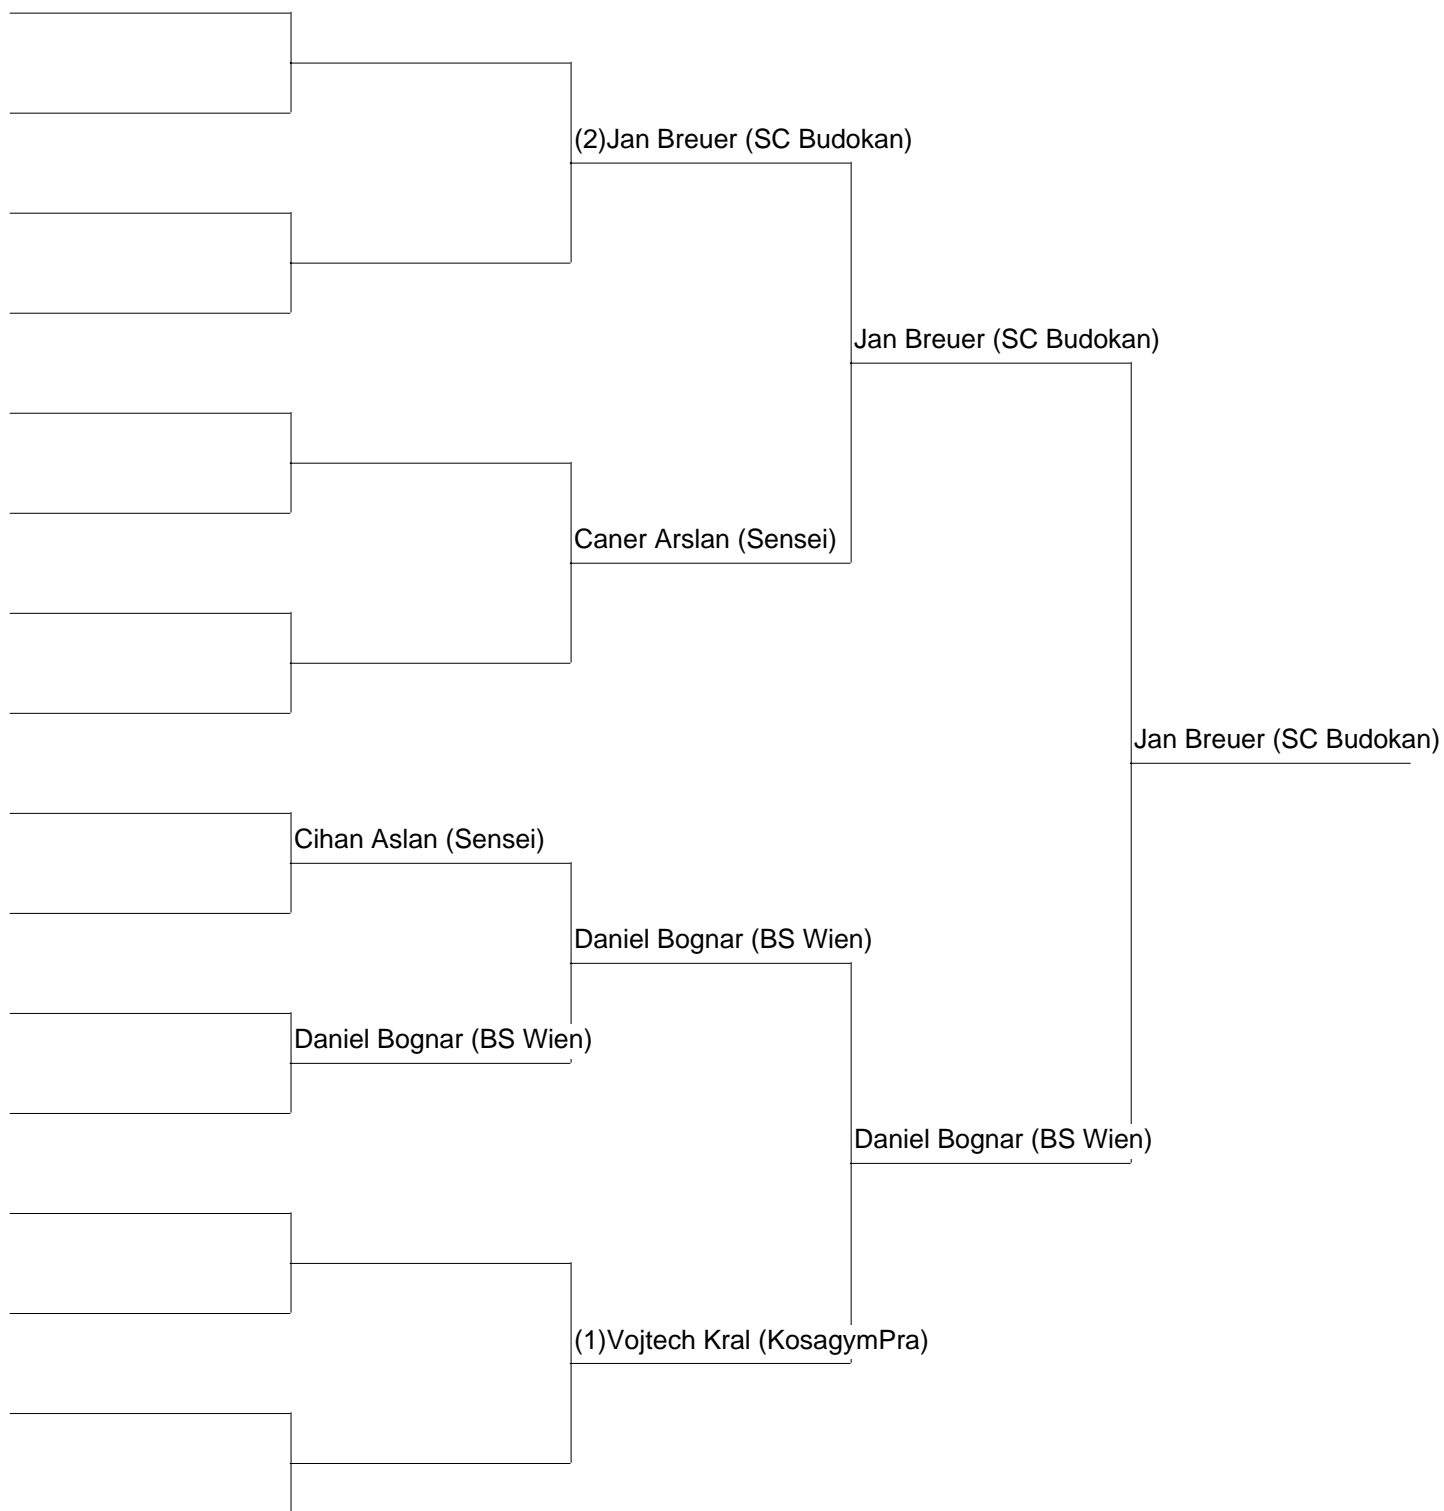 (2)Jan Breuer (SC Budokan)
Jan Breuer (SC Budokan)
Caner Arslan (Sensei)
Jan Breuer (SC Budokan)
Cihan Aslan (Sensei)
Daniel Bognar (BS Wien)
Daniel Bognar (BS Wien)
Daniel Bognar (BS Wien)
(1)Vojtech Kral (KosagymPra)